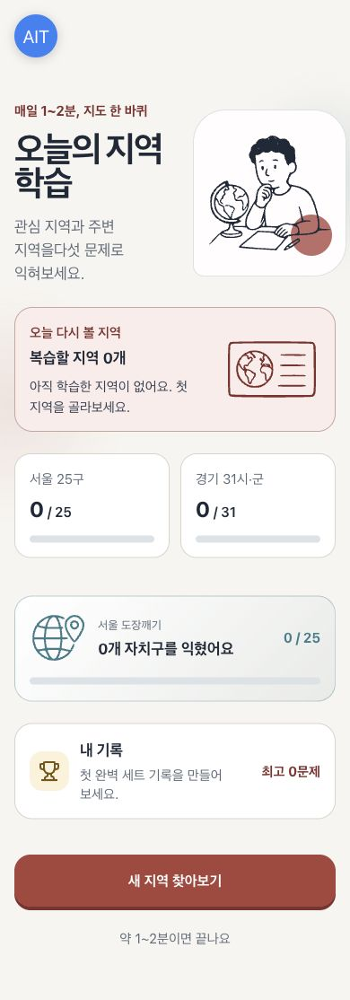 AIT
매일 1~2분, 지도 한 바퀴
오늘의 지역
학습
관심 지역과 주변
지역을다섯 문제로
익혀보세요.
오늘 다시 볼 지역
복습할 지역 0개
아직 학습한 지역이 없어요. 첫
지역을 골라보세요.
서울 25구
0 / 25
경기 31시·군
0 / 31
서울 도장깨기
0개 자치구를 익혔어요
0 / 25
내 기록
첫 완벽 세트 기록을 만들어
보세요.
최고 0문제
새 지역 찾아보기
약 1~2분이면 끝나요